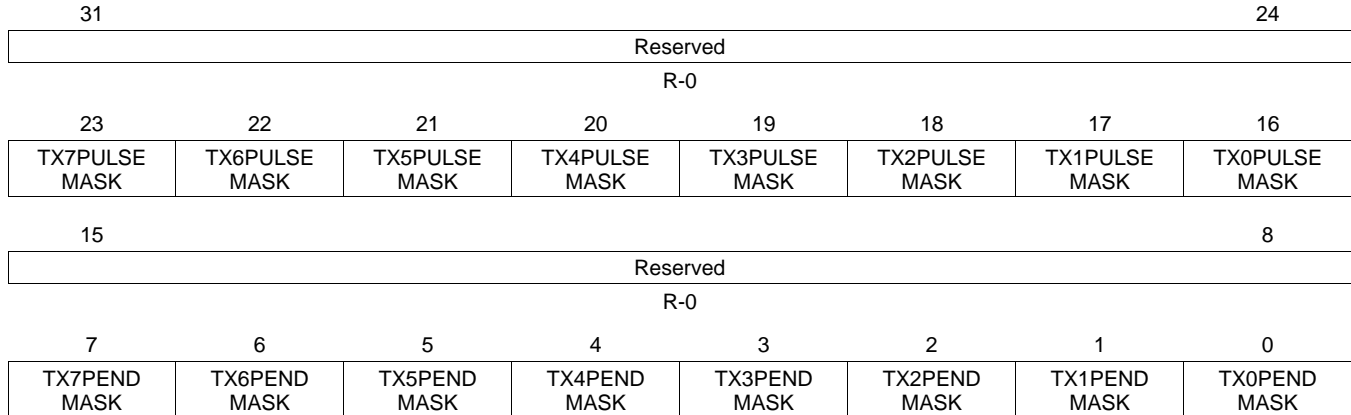 31 24
Reserved
R-0
23 22 21 20 19 18 17 16
TX7PULSE TX6PULSE TX5PULSE TX4PULSE TX3PULSE TX2PULSE TX1PULSE TX0PULSE
MASK MASK MASK MASK MASK MASK MASK MASK
15 8
Reserved
R-0
7 6 5 4 3 2 1 0
TX7PEND TX6PEND TX5PEND TX4PEND TX3PEND TX2PEND TX1PEND TX0PEND
MASK MASK MASK MASK MASK MASK MASK MASK